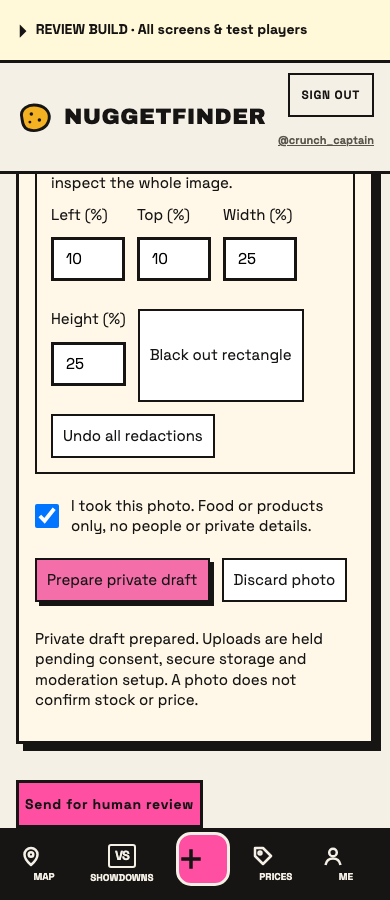 REVIEW BUILD · All screens & test players
NUGGETFINDER
SIGN OUT
@crunch_captain
inspect the whole image.
Left (%) Top (%) Width (%)
10 10 25
Height (%)
25
Black out rectangle
Undo all redactions
I took this photo. Food or products
only, no people or private details.
Prepare private draft Discard photo
Private draft prepared. Uploads are held
pending consent, secure storage and
moderation setup. A photo does not
confirm stock or price.
Send for human review
VS
MAP SHOWDOWNS PRICES ME